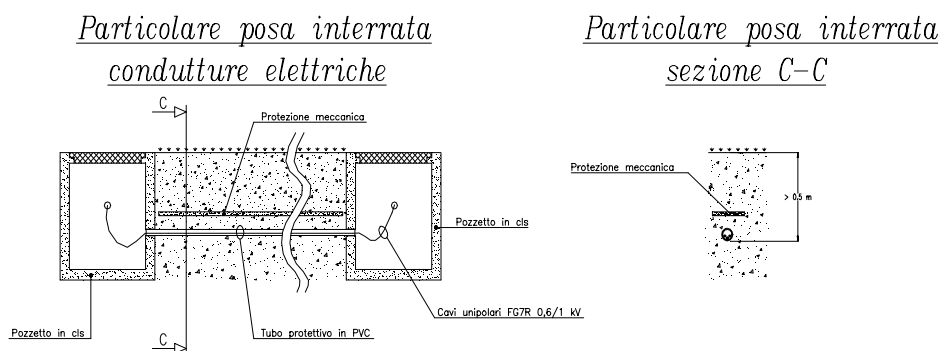 Particolare posa interrata
condutture elettriche
Particolare posa interrata
sezione C-C
C
Protezione meccanica
Pozzetto in cls
Cavi unipolari FG7R 0,6/1 kV
Tubo protettivo in PVC
Pozzetto in cls
C
Protezione meccanica
> 0.5 m